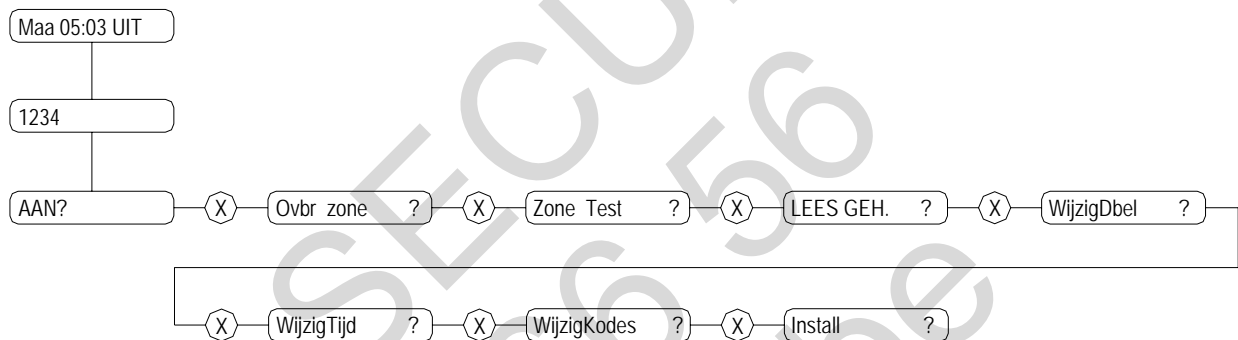 Maa 05:03 UIT
1234
AAN? X Ovbr zone ? X Zone Test ? X LEES GEH. ? X WijzigDbel ?
X WijzigTijd ? X WijzigKodes ? X Install ?